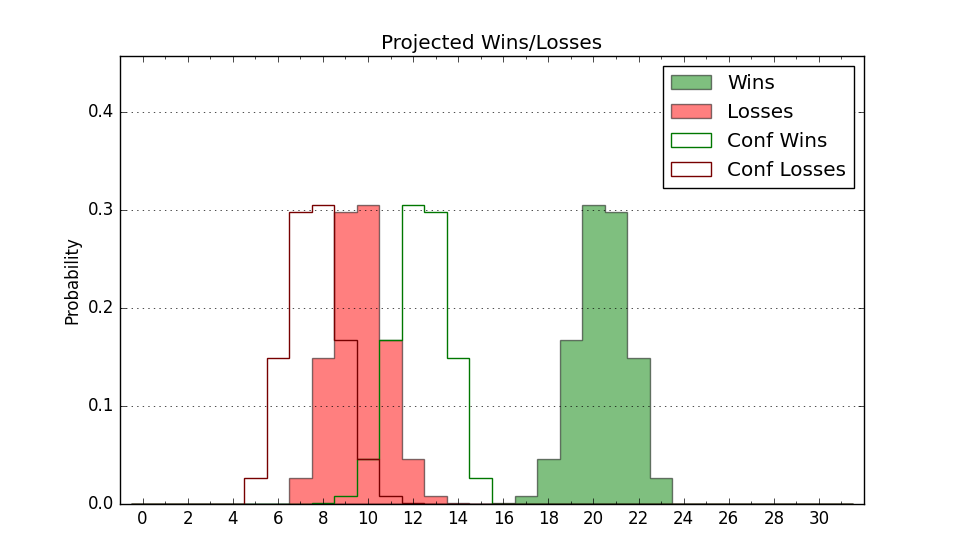 Projected Wins/Losses
Wins
Losses
Conf Wins
Conf Losses
Probability
0.4
0.3
0.2
0.1
0.0
0 2 4 6 8 10 12 14 16 18 20 22 24 26 28 30